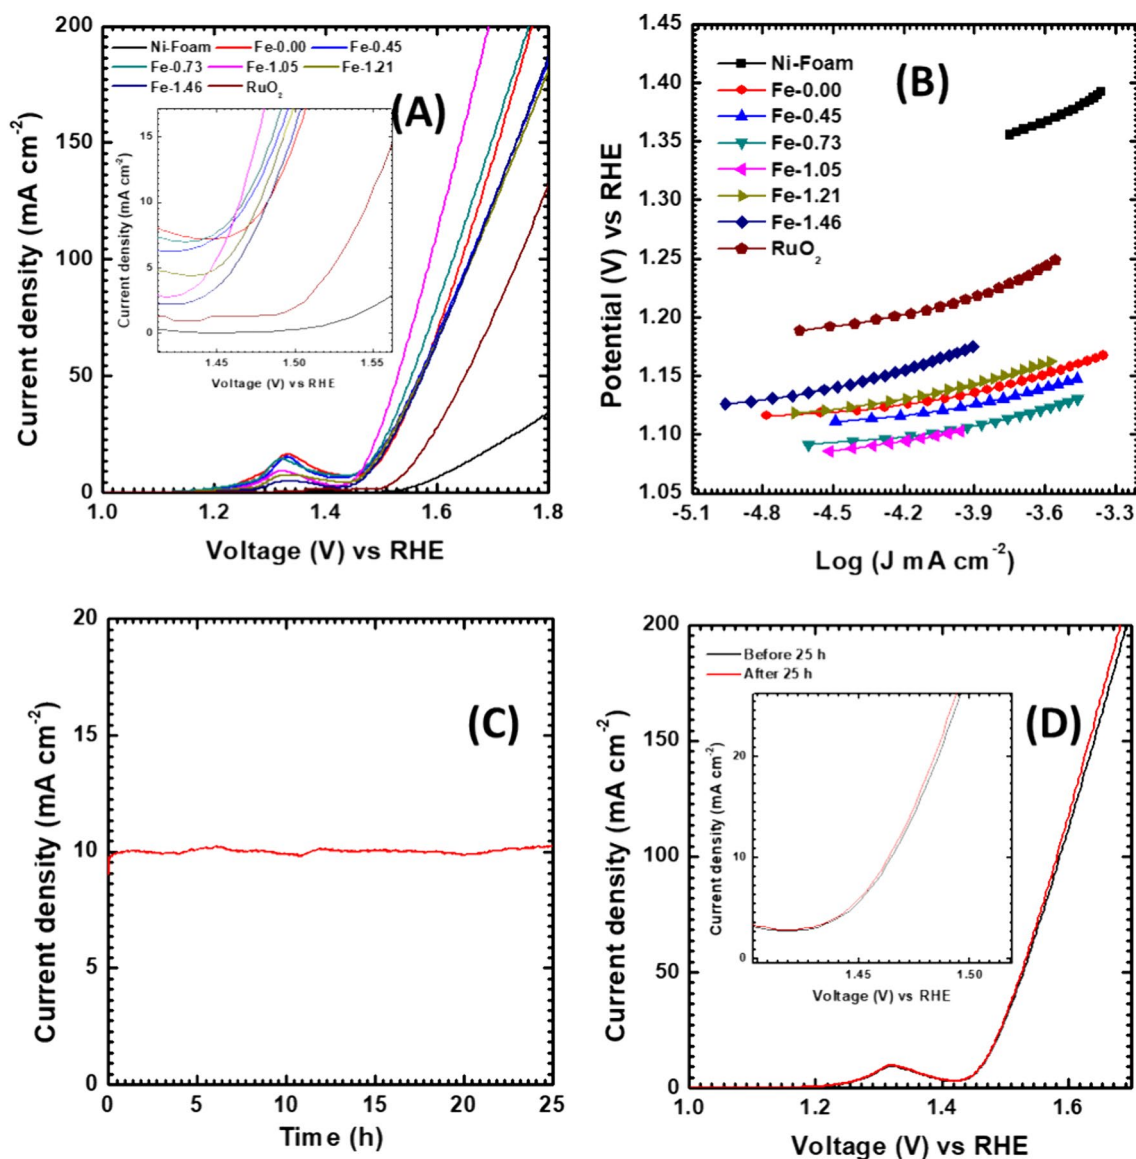 200
150
100
50
0
1.0 1.2 1.4 1.6 1.8
Current density (mA cm-2)
Voltage (V) vs RHE
Ni-Foam Fe-0.00 Fe-0.45
Fe-0.73 Fe-1.05 Fe-1.21
Fe-1.46 RuO2
(A)
15
10
5
0
1.45 1.50 1.55
Current density (mA cm-2)
Voltage (V) vs RHE
1.45
1.40
1.35
1.30
1.25
1.20
1.15
1.10
1.05
-5.1 -4.8 -4.5 -4.2 -3.9 -3.6 -3.3
Potential (V) vs RHE
Log (J mA cm-2)
Ni-Foam
Fe-0.00
Fe-0.45
Fe-0.73
Fe-1.05
Fe-1.21
Fe-1.46
RuO2
(B)
20
15
10
5
0
0 5 10 15 20 25
Current density (mA cm-2)
Time (h)
(C)
200
150
100
50
0
1.0 1.2 1.4 1.6
Current density (mA cm-2)
Voltage (V) vs RHE
Before 25 h
After 25 h
(D)
20
10
0
1.45 1.50
Current density (mA cm-2)
Voltage (V) vs RHE